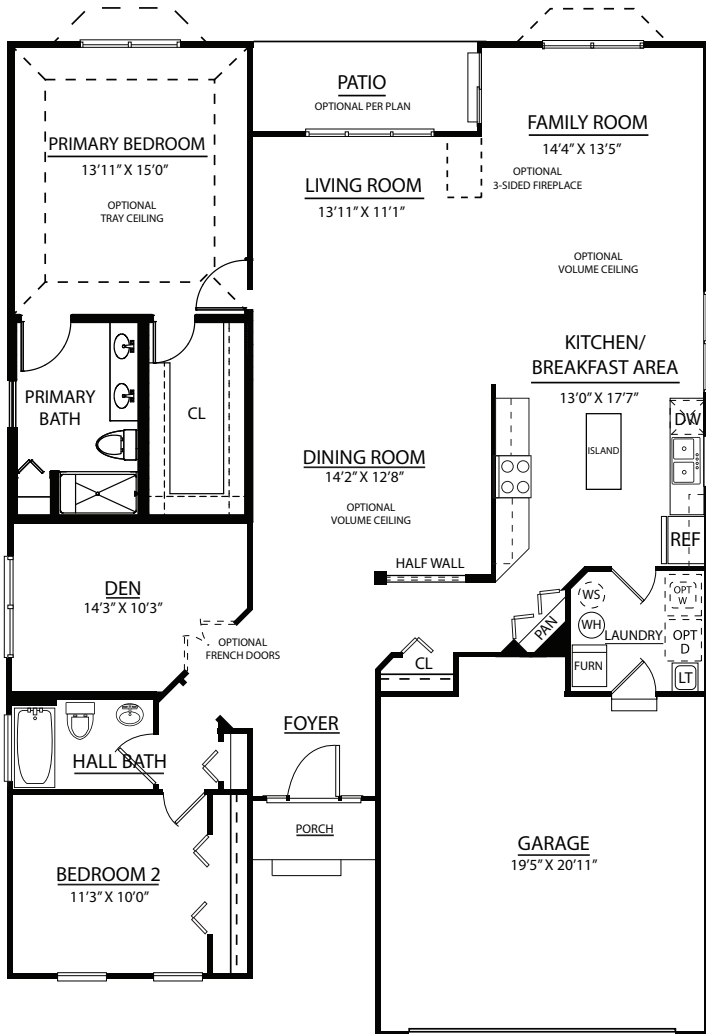 PATIO
OPTIONAL PER PLAN
FAMILY ROOM
14'4" X 13'5"
PRIMARY BEDROOM
13'11" X 15'0"
OPTIONAL
TRAY CEILING
LIVING ROOM
13'11" X 11'1"
OPTIONAL
3-SIDED FIREPLACE
OPTIONAL
VOLUME CEILING
KITCHEN/
BREAKFAST AREA
13'0" X 17'7"
PRIMARY
BATH
CL
DW
ISLAND
DINING ROOM
14'2" X 12'8"
OPTIONAL
VOLUME CEILING
REF
HALF WALL
DEN
14'3" X 10'3"
OPTIONAL
FRENCH DOORS
WS
OPT
W
WH
LAUNDRY
OPT
D
PAN
CL
FURN
LT
FOYER
HALL BATH
PORCH
GARAGE
19'5" X 20'11"
BEDROOM 2
11'3" X 10'0"